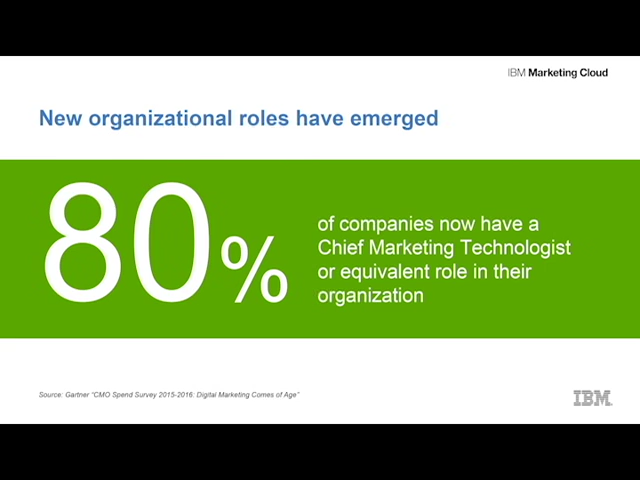 IBM Marketing Cloud
New organizational roles have emerged
80%
of companies now have a
Chief Marketing Technologist
or equivalent role in their
organization
Source: Gartner “CMO Spend Survey 2015-2016: Digital Marketing Comes of Age”
IBM